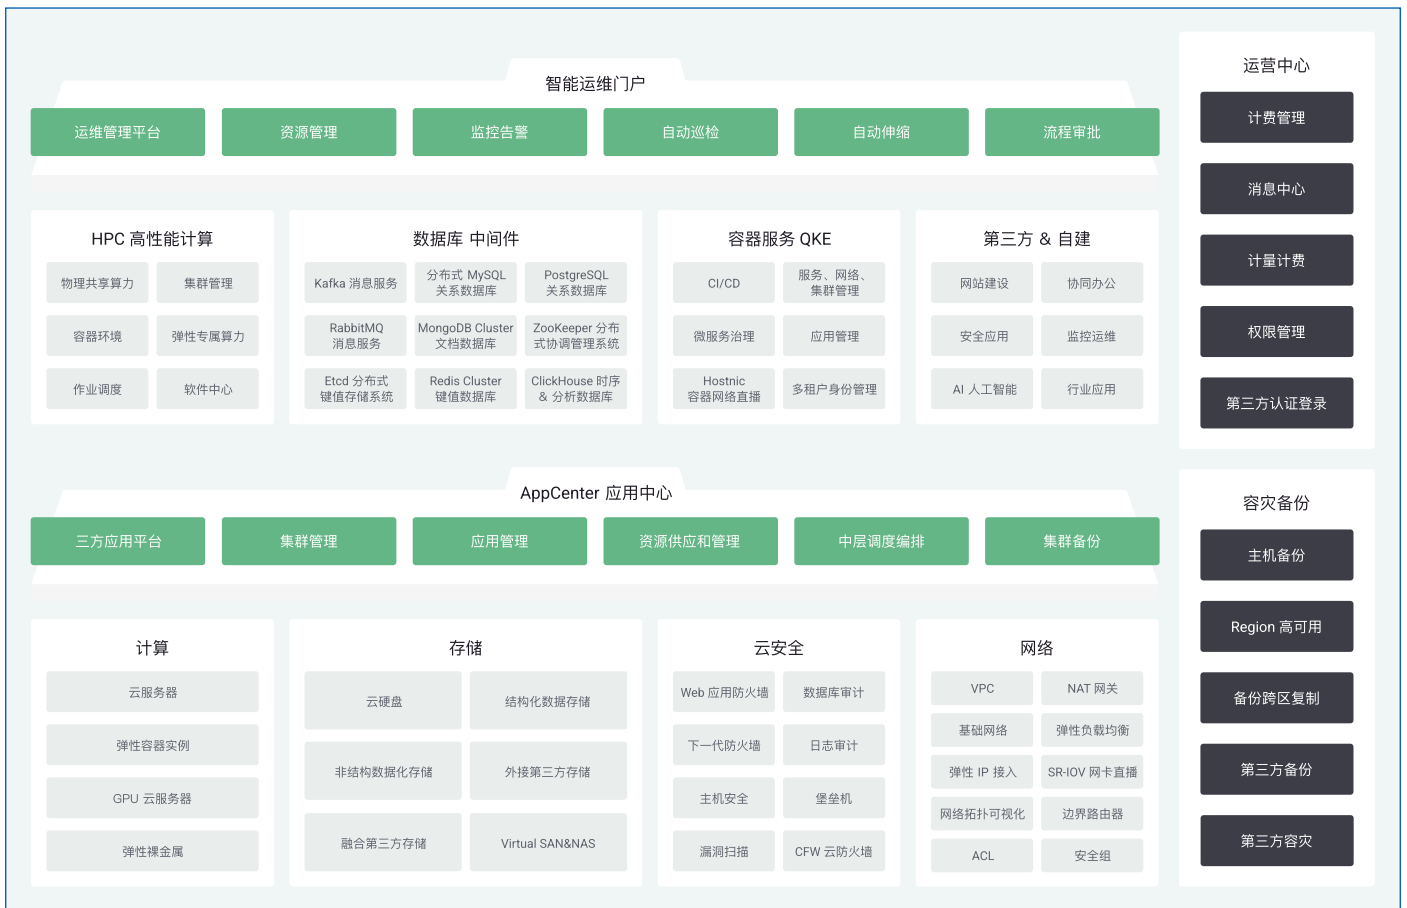 智能运维门户
运维管理平台
资源管理
监控告警
自动巡检
自动伸缩
流程审批
HPC 高性能计算
物理共享算力
集群管理
容器环境
弹性专属算力
作业调度
软件中心
数据库 中间件
Kafka 消息服务
分布式 MySQL
关系数据库
PostgreSQL
关系数据库
RabbitMQ
消息服务
MongoDB Cluster
文档数据库
ZooKeeper 分布
式协调管理系统
Etcd 分布式
键值存储系统
Redis Cluster
键值数据库
ClickHouse 时序
& 分析数据库
容器服务 QKE
CI/CD
服务、网络、
集群管理
微服务治理
应用管理
Hostnic
容器网络直播
多租户身份管理
第三方 & 自建
网站建设
协同办公
安全应用
监控运维
AI 人工智能
行业应用
AppCenter 应用中心
三方应用平台
集群管理
应用管理
资源供应和管理
中层调度编排
集群备份
计算
云服务器
弹性容器实例
GPU 云服务器
弹性裸金属
存储
云硬盘
结构化数据存储
非结构数据化存储
外接第三方存储
融合第三方存储
Virtual SAN&NAS
云安全
Web 应用防火墙
数据库审计
下一代防火墙
日志审计
主机安全
堡垒机
漏洞扫描
CFW 云防火墙
网络
VPC
NAT 网关
基础网络
弹性负载均衡
弹性 IP 接入
SR-IOV 网卡直播
网络拓扑可视化
边界路由器
ACL
安全组
运营中心
计费管理
消息中心
计量计费
权限管理
第三方认证登录
容灾备份
主机备份
Region 高可用
备份跨区复制
第三方备份
第三方容灾